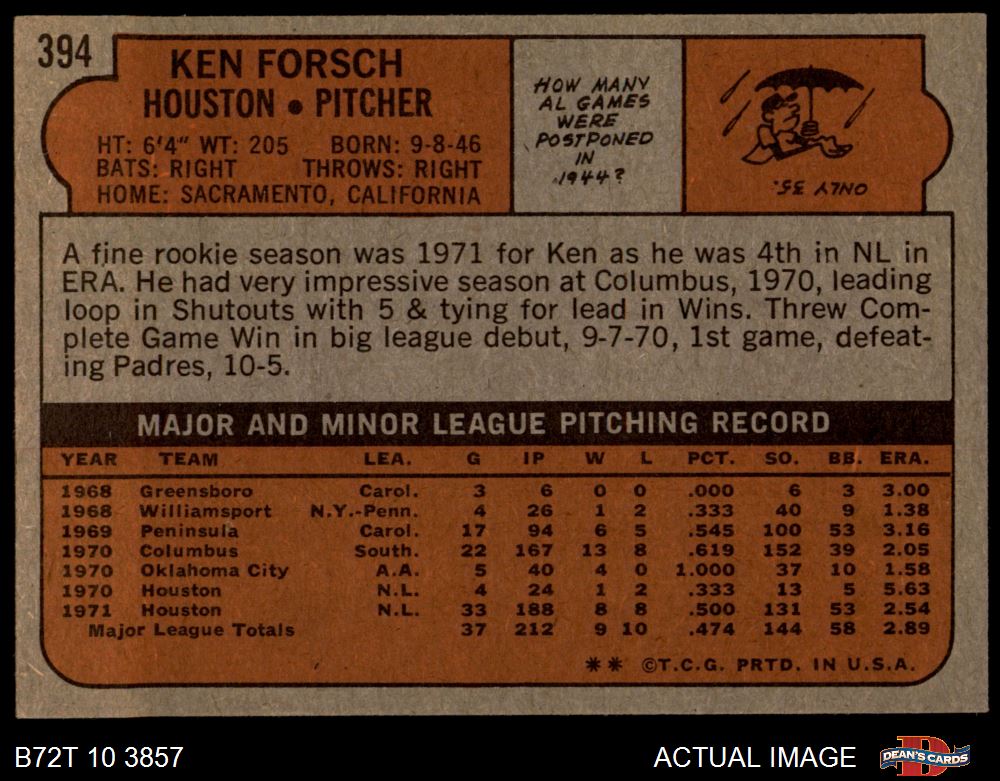 394
KEN FORSCH
HOUSTON • PITCHER
HT: 6'4" WT: 205 BORN: 9-8-46
BATS: RIGHT THROWS: RIGHT
HOME: SACRAMENTO, CALIFORNIA
HOW MANY
AL GAMES
WERE
POSTPONED
IN
1944?
ONLY 35.
A fine rookie season was 1971 for Ken as he was 4th in NL in
ERA. He had very impressive season at Columbus, 1970, leading
loop in Shutouts with 5 & tying for lead in Wins. Threw Com-
plete Game Win in big league debut, 9-7-70, 1st game, defeat-
ing Padres, 10-5.
MAJOR AND MINOR LEAGUE PITCHING RECORD
YEAR TEAM LEA. G IP W L PCT. SO. BB. ERA.
1968 Greensboro Carol. 3 6 0 0 .000 6 3 3.00
1968 Williamsport N.Y.-Penn. 4 26 1 2 .333 40 9 1.38
1969 Peninsula Carol. 17 94 6 5 .545 100 53 3.16
1970 Columbus South. 22 167 13 8 .619 152 39 2.05
1970 Oklahoma City A.A. 5 40 4 0 1.000 37 10 1.58
1970 Houston N.L. 4 24 1 2 .333 13 5 5.63
1971 Houston N.L. 33 188 8 8 .500 131 53 2.54
Major League Totals 37 212 9 10 .474 144 58 2.89
** ©T.C.G. PRTD. IN U.S.A.
B72T 10 3857 ACTUAL IMAGE DEAN'S CARDS